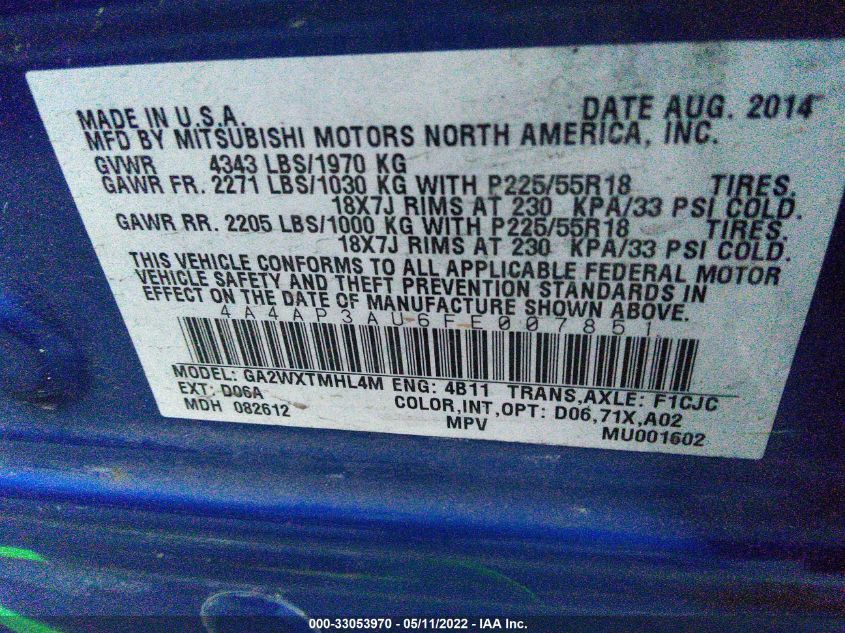 MADE IN U.S.A. DATE AUG. 2014
MFD BY MITSUBISHI MOTORS NORTH AMERICA, INC.
GVWR 4343 LBS/1970 KG
GAWR FR. 2271 LBS/1030 KG WITH P225/55R18 TIRES.
18X7J RIMS AT 230 KPA/33 PSI COLD.
GAWR RR. 2205 LBS/1000 KG WITH P225/55R18 TIRES.
18X7J RIMS AT 230 KPA/33 PSI COLD.
THIS VEHICLE CONFORMS TO ALL APPLICABLE FEDERAL MOTOR
VEHICLE SAFETY AND THEFT PREVENTION STANDARDS IN
EFFECT ON THE DATE OF MANUFACTURE SHOWN ABOVE.
4A4AP3AU6FE007851
MODEL: GA2WXTMHL4M ENG: 4B11 TRANS,AXLE: F1CJC
EXT: D06A COLOR,INT,OPT: D06,71X,A02
MDH 082612 MPV MU001602
000-33053970 - 05/11/2022 - IAA Inc.